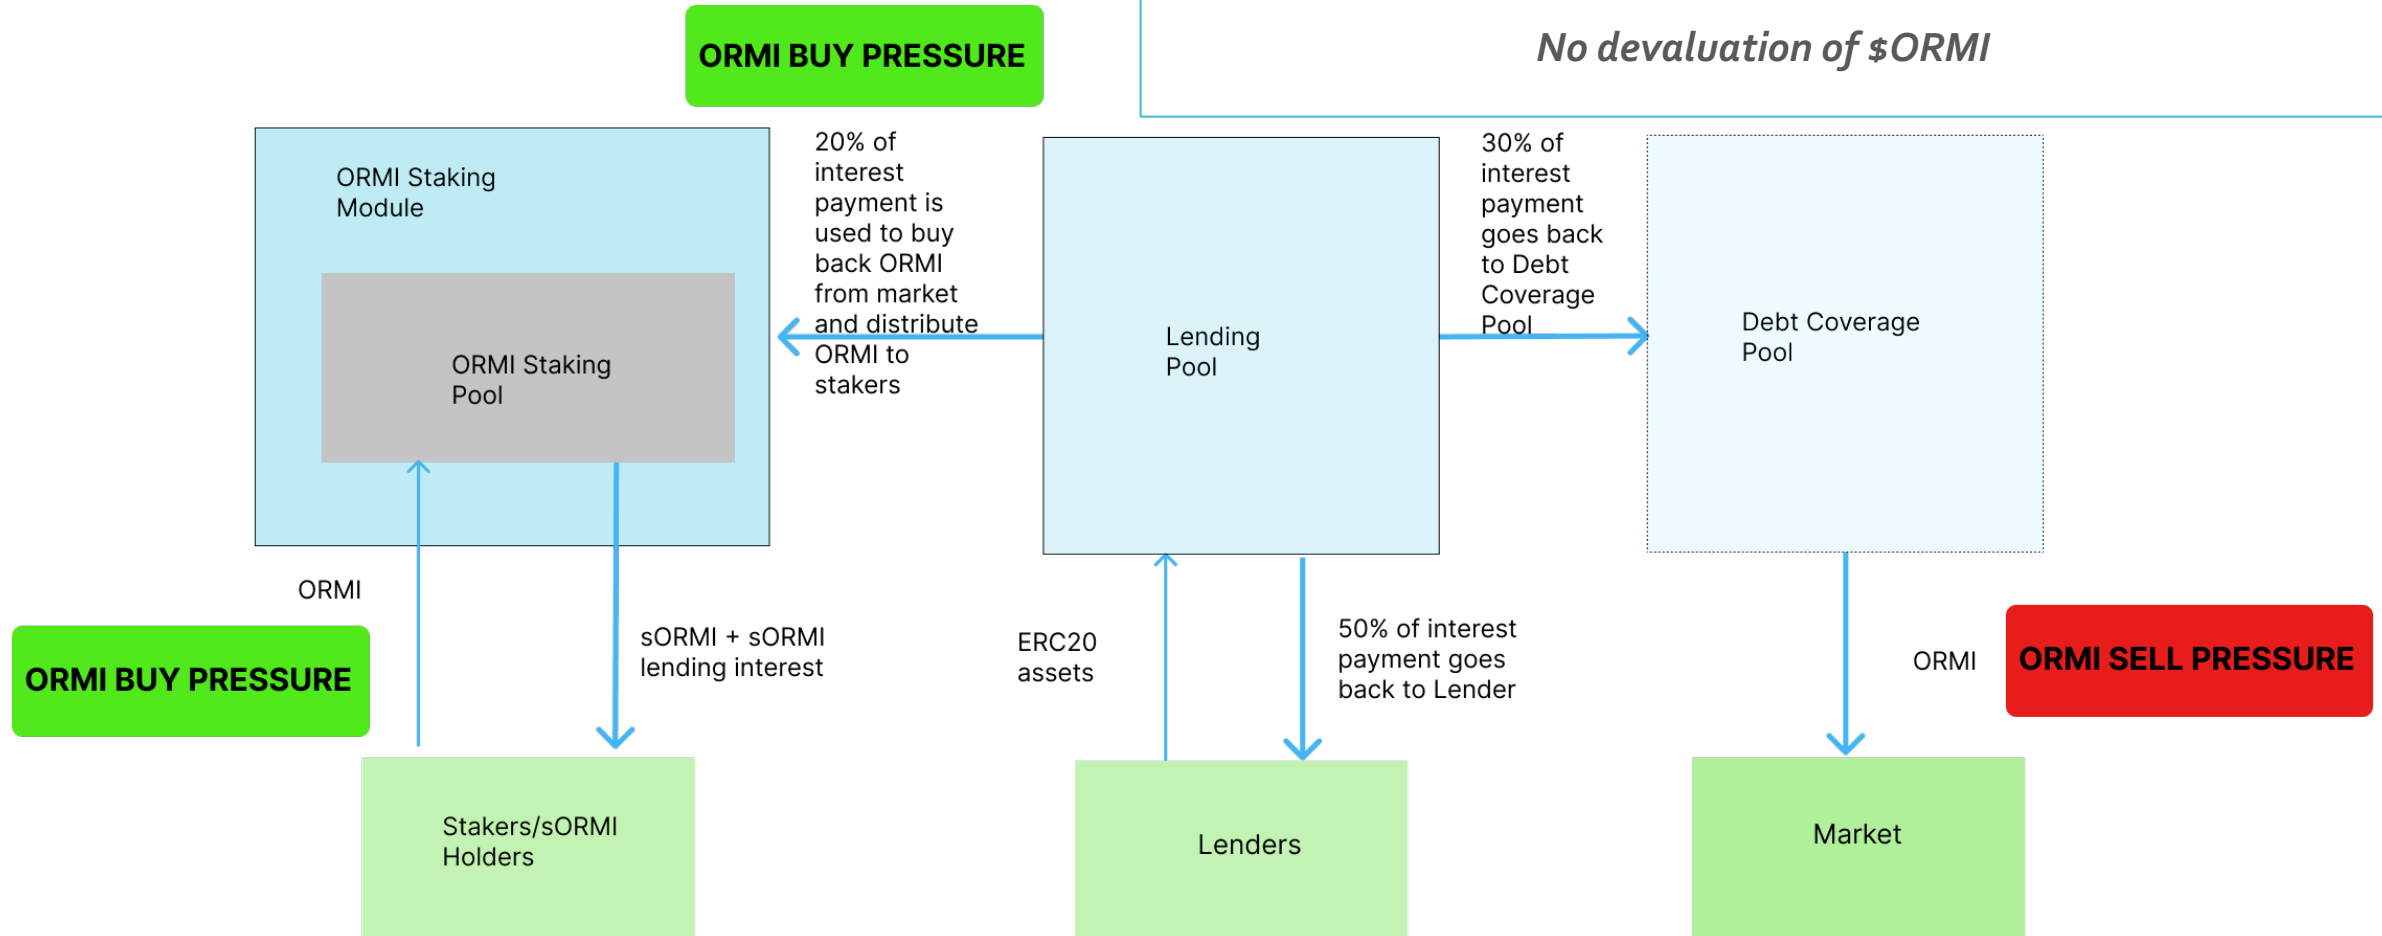 ORMI BUY PRESSURE
No devaluation of $ORMI
ORMI Staking
Module
ORMI Staking
Pool
20% of
interest
payment is
used to buy
back ORMI
from market
and distribute
ORMI to
stakers
Lending
Pool
30% of
interest
payment
goes back
to Debt
Coverage
Pool
Debt Coverage
Pool
ORMI
ORMI BUY PRESSURE
sORMI + sORMI
lending interest
ERC20
assets
50% of interest
payment goes
back to Lender
ORMI
ORMI SELL PRESSURE
Stakers/sORMI
Holders
Lenders
Market